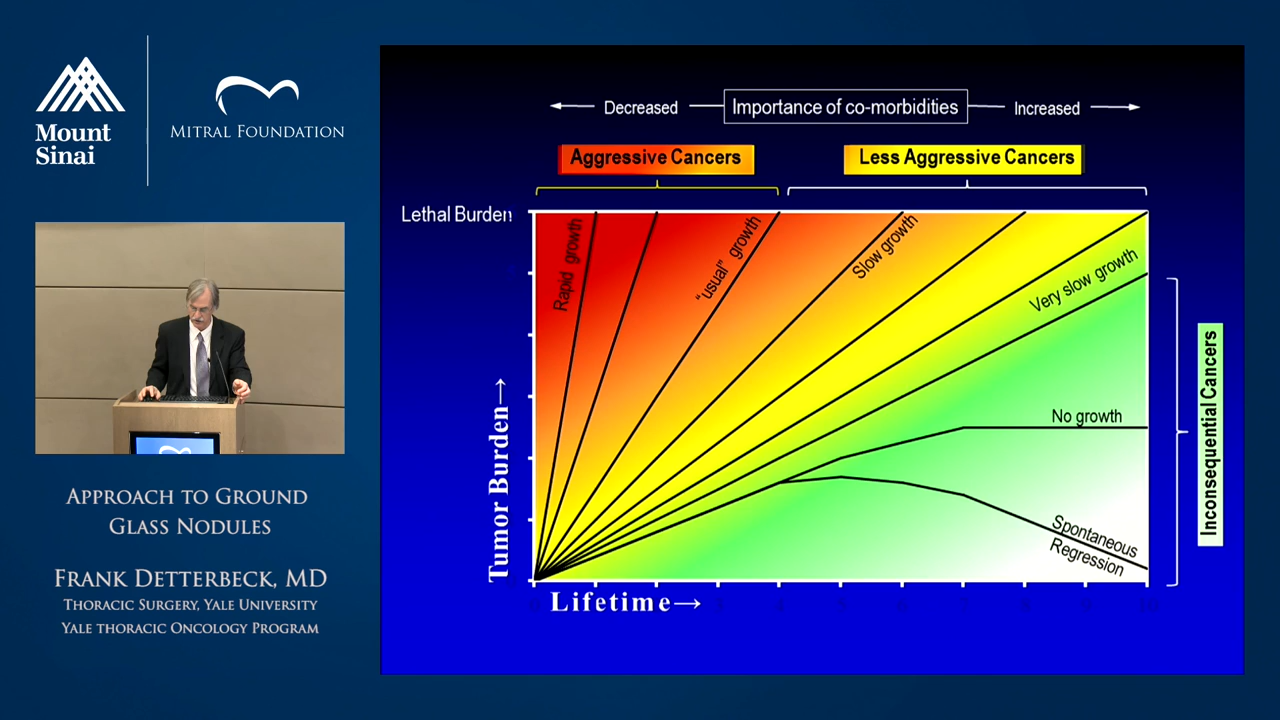 Mount
Sinai
MITRAL FOUNDATION
APPROACH TO GROUND
GLASS NODULES
FRANK DETTERBECK, MD
THORACIC SURGERY, YALE UNIVERSITY
YALE THORACIC ONCOLOGY PROGRAM
Decreased
Importance of co-morbidities
Increased
Aggressive Cancers
Less Aggressive Cancers
Lethal Burden
Rapid growth
"usual" growth
Slow growth
Very slow growth
No growth
Spontaneous
Regression
Inconsequential Cancers
Tumor Burden→
Lifetime→